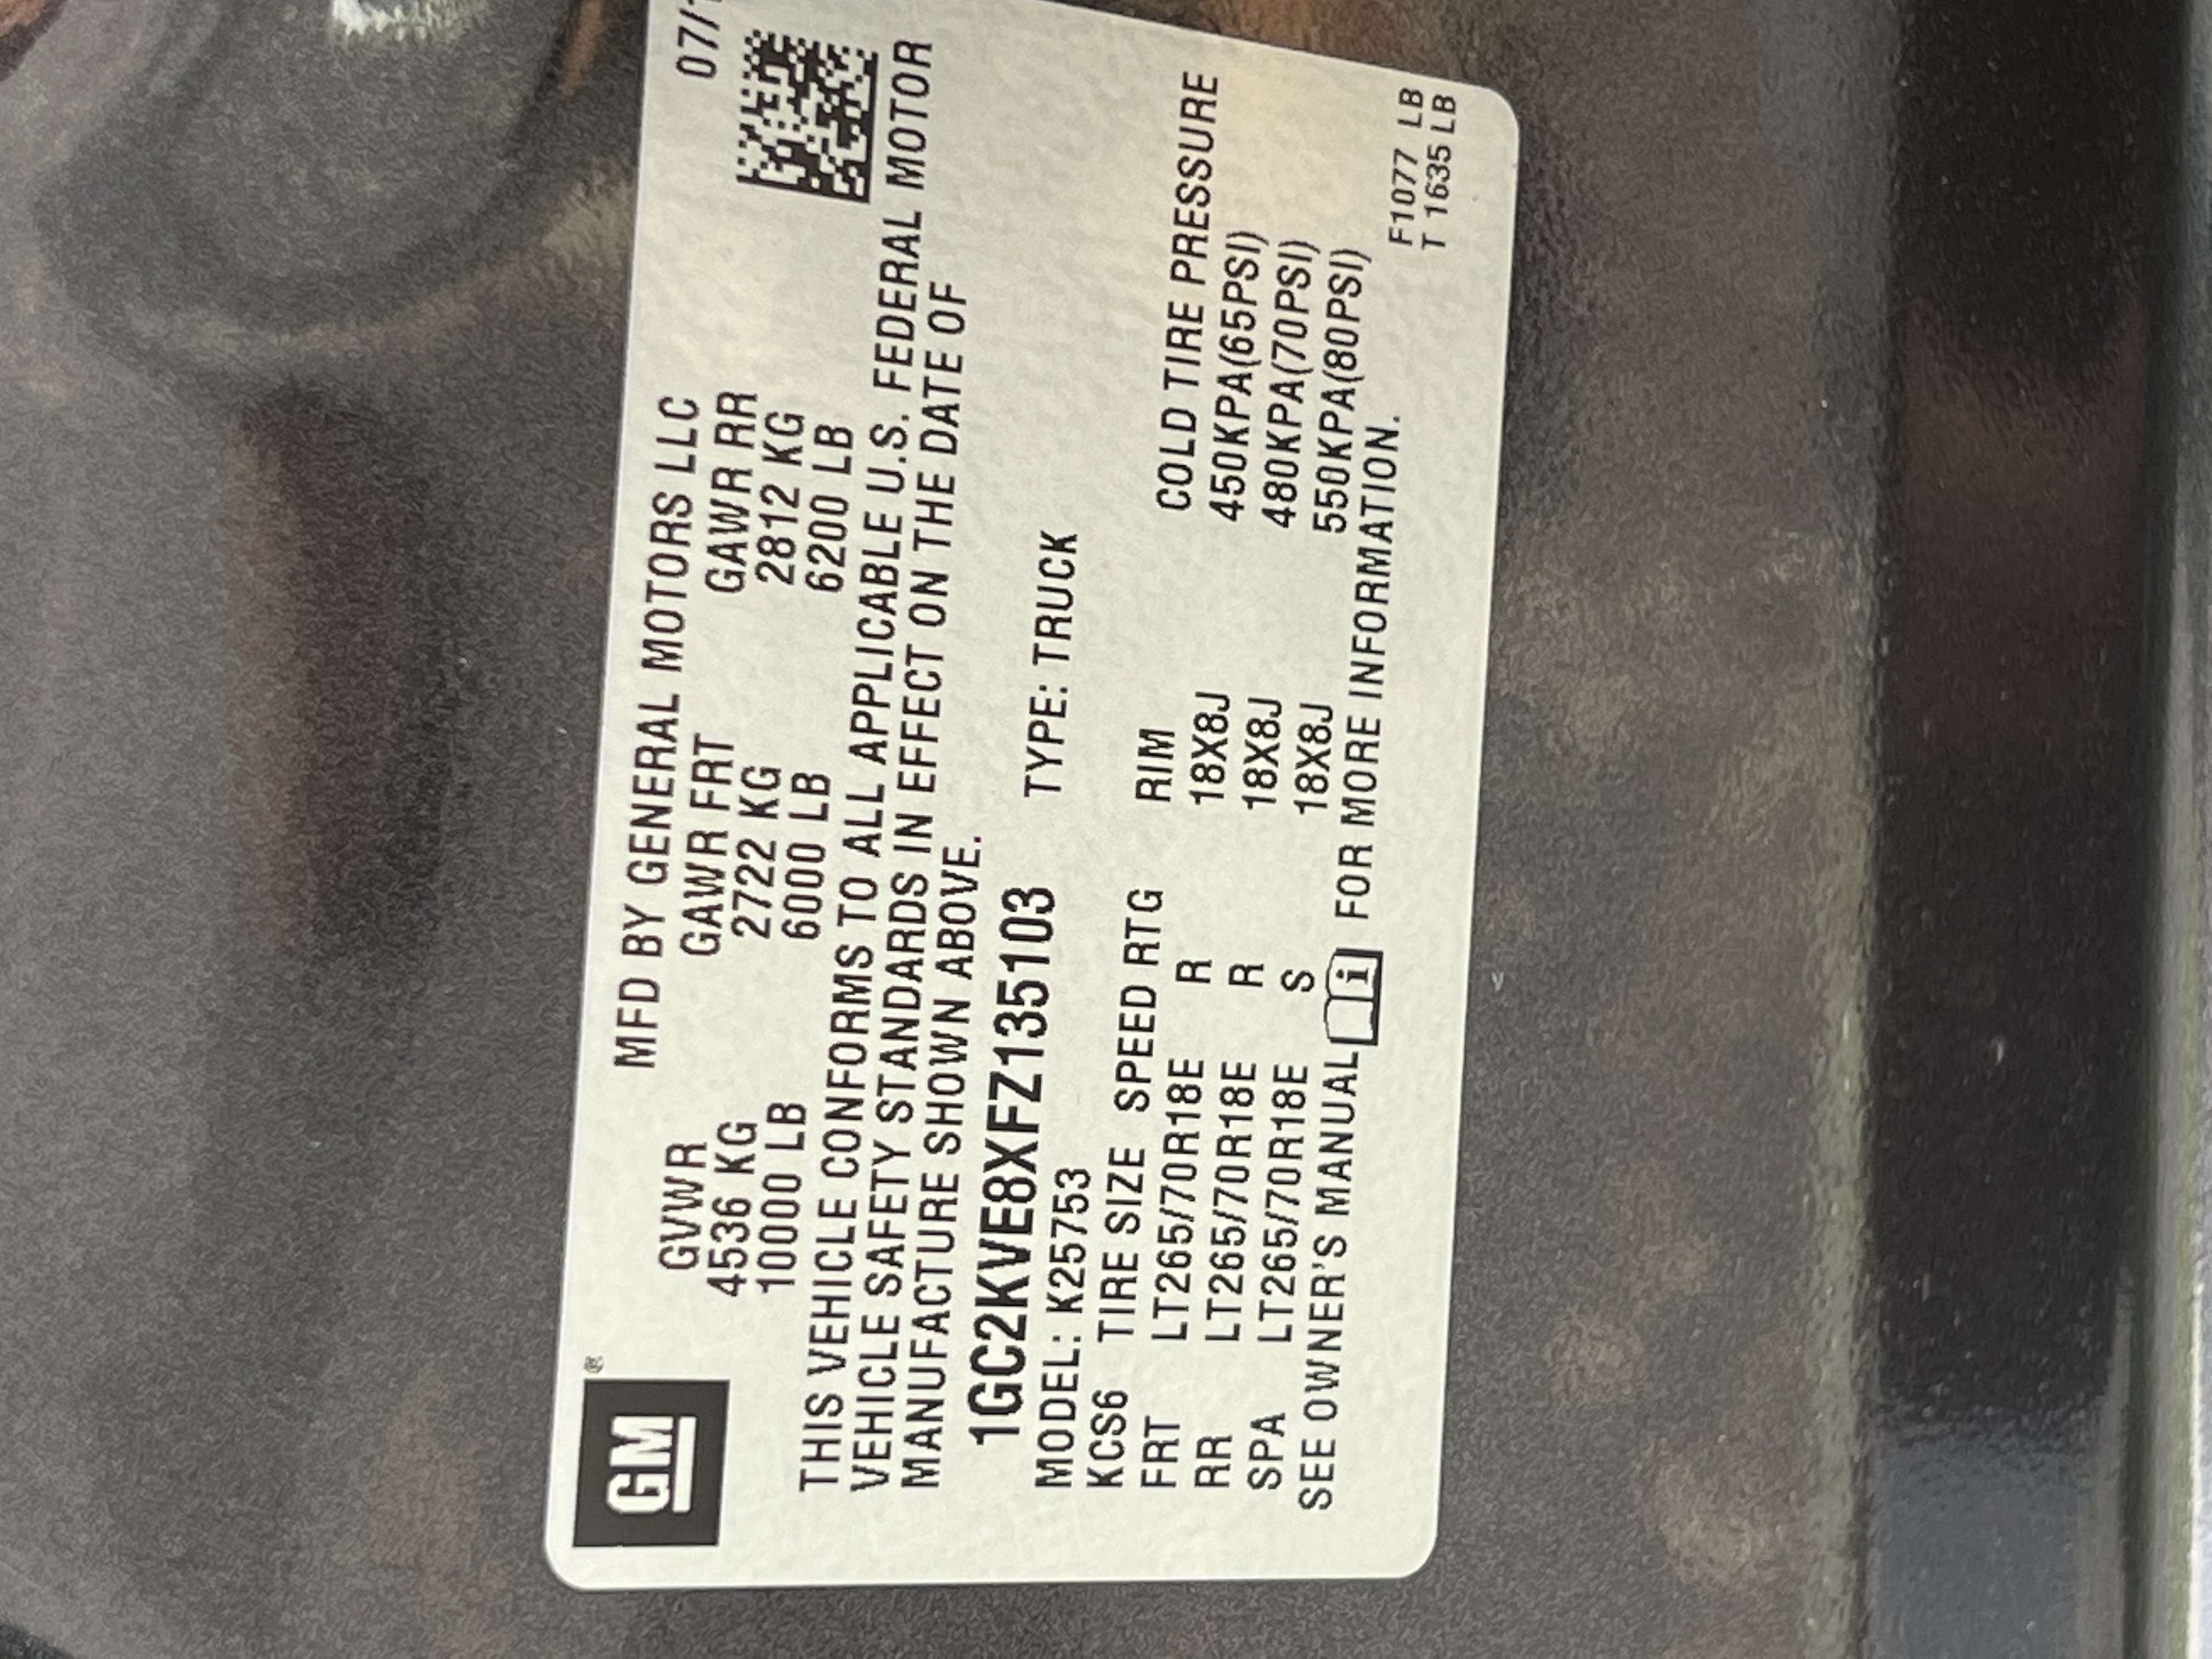 GM®
MFD BY GENERAL MOTORS LLC 07/1
GVWR GAWR FRT GAWR RR
4536 KG 2722 KG 2812 KG
10000 LB 6000 LB 6200 LB
THIS VEHICLE CONFORMS TO ALL APPLICABLE U.S. FEDERAL MOTOR
VEHICLE SAFETY STANDARDS IN EFFECT ON THE DATE OF
MANUFACTURE SHOWN ABOVE.
1GC2KVE8XFZ135103 TYPE: TRUCK
MODEL: K25753
KCS6 TIRE SIZE SPEED RTG RIM COLD TIRE PRESSURE
FRT LT265/70R18E R 18X8J 450KPA(65PSI)
RR LT265/70R18E R 18X8J 480KPA(70PSI)
SPA LT265/70R18E S 18X8J 550KPA(80PSI)
SEE OWNER'S MANUAL i FOR MORE INFORMATION.
F1077 LB
T 1635 LB